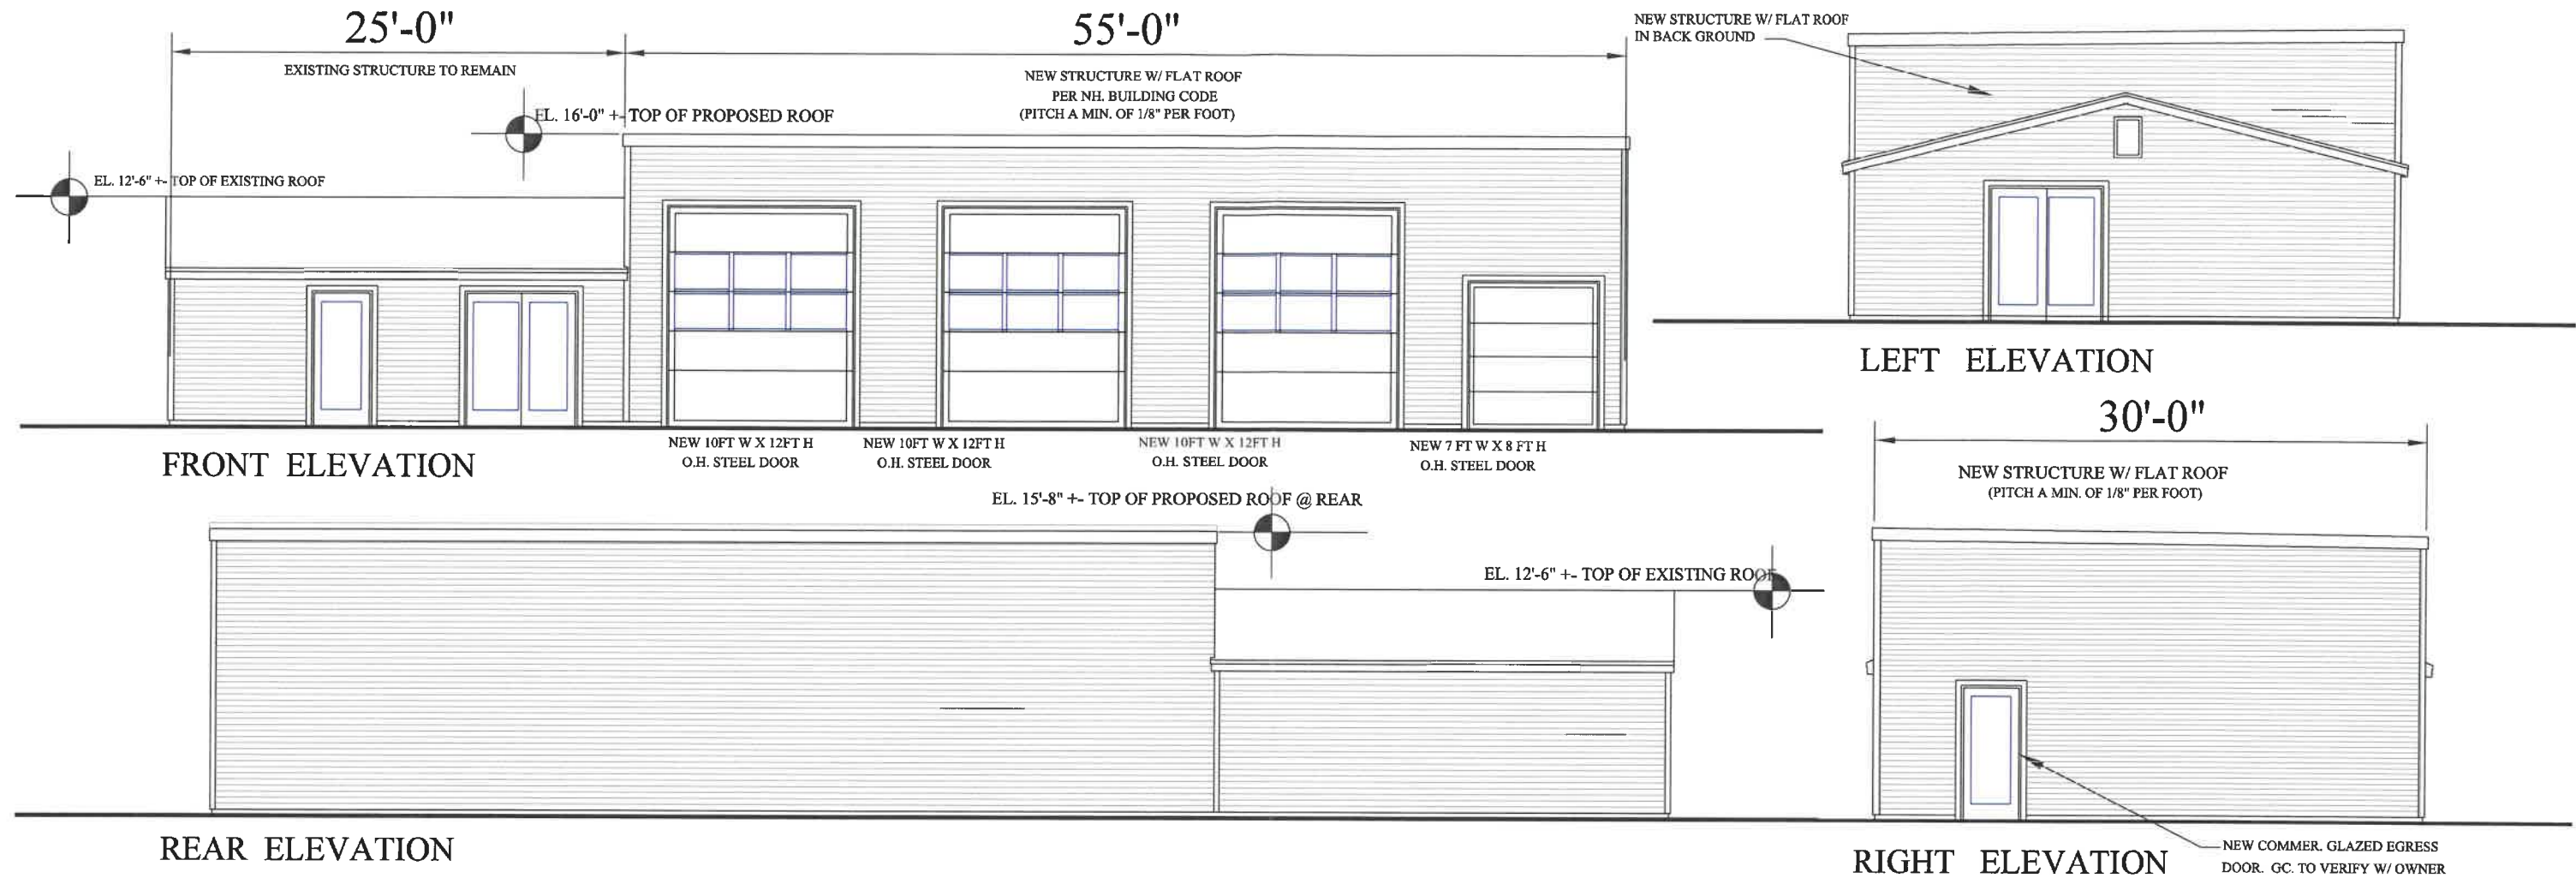 25'-0"
EXISTING STRUCTURE TO REMAIN
55'-0"
NEW STRUCTURE W/ FLAT ROOF
PER NH. BUILDING CODE
(PITCH A MIN. OF 1/8" PER FOOT)
EL. 16'-0" +- TOP OF PROPOSED ROOF
EL. 12'-6" +- TOP OF EXISTING ROOF
NEW 10FT W X 12FT H
O.H. STEEL DOOR
NEW 10FT W X 12FT H
O.H. STEEL DOOR
NEW 10FT W X 12FT H
O.H. STEEL DOOR
NEW 7 FT W X 8 FT H
O.H. STEEL DOOR
FRONT ELEVATION
NEW STRUCTURE W/ FLAT ROOF
IN BACK GROUND
LEFT ELEVATION
EL. 15'-8" +- TOP OF PROPOSED ROOF @ REAR
EL. 12'-6" +- TOP OF EXISTING ROOF
REAR ELEVATION
30'-0"
NEW STRUCTURE W/ FLAT ROOF
(PITCH A MIN. OF 1/8" PER FOOT)
RIGHT ELEVATION
NEW COMMER. GLAZED EGRESS
DOOR. GC. TO VERIFY W/ OWNER